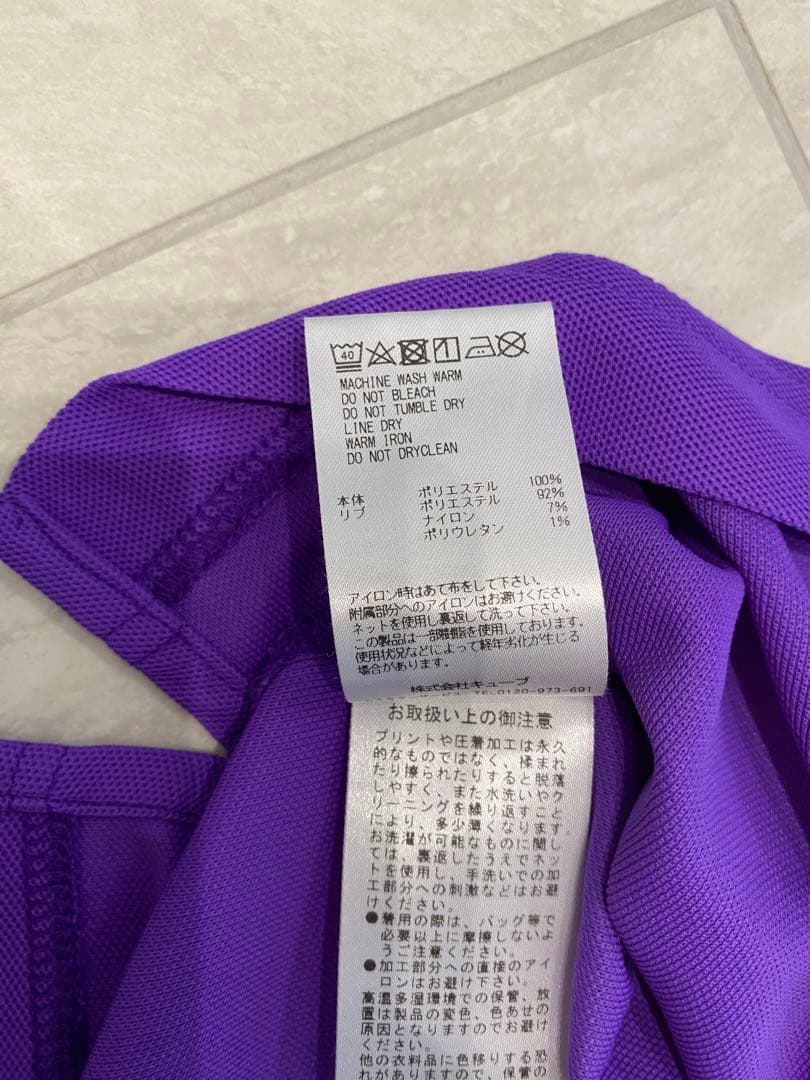 40
MACHINE WASH WARM
DO NOT BLEACH
DO NOT TUMBLE DRY
LINE DRY
WARM IRON
DO NOT DRYCLEAN
本体 ポリエステル 100%
リブ ポリエステル 92%
ナイロン 7%
ポリウレタン 1%
アイロン時はあて布をして下さい。
附属部分へのアイロンはお避けください。
ネットを使用し裏返して洗って下さい。
この製品は一部樹脂を使用しております。
使用状況などによって経年劣化が生じる
場合があります。
株式会社キューブ
TEL0120-973-691
お取扱い上の御注意
プリントや圧着加工は永久
的なものではなく、揉まれ
たり擦られたりすると脱落
しやすく、また水洗いやク
リーニングを繰り返すこと
により、多少薄くなります。
お洗濯が可能なものに関し
ては、裏返したうえでネッ
トを使用し、手洗いでの加
工部分への刺激などはお避
けください。
●着用の際は、バッグ等で
必要以上に摩擦しないよ
うご注意ください。
●加工部分への直接のアイ
ロンはお避け下さい。
高温多湿環境での保管、放
置は製品の変色、色あせの
原因となりますのでお避け
ください。
他の衣料品に色移りする恐
れがありますので、保管の